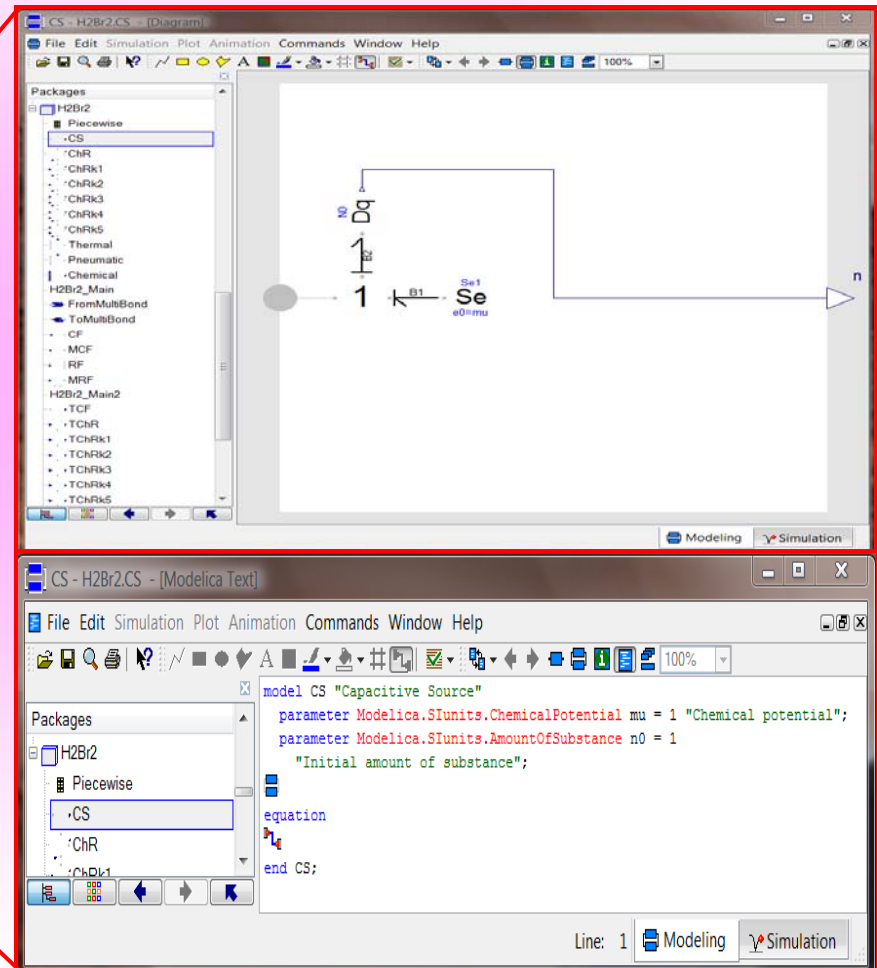 CS - H2Br2.CS - [Diagram]
File Edit Simulation Plot Animation Commands Window Help
A 100%
Packages
H2Br2
Piecewise
CS
ChR
ChRk1
ChRk2
ChRk3
ChRk4
ChRk5
Thermal
Pneumatic
Chemical
H2Br2_Main
FromMultiBond
ToMultiBond
CF
MCF
RF
MRF
H2Br2_Main2
TCF
TChR
TChRk1
TChRk2
TChRk3
TChRk4
TChRk5
N0
Dq
1
B2
1
B1
Se1
Se
e0=mu
n
Modeling Simulation
CS - H2Br2.CS - [Modelica Text]
File Edit Simulation Plot Animation Commands Window Help
A 100%
Packages
H2Br2
Piecewise
CS
ChR
ChRk1
model CS "Capacitive Source"
parameter Modelica.SIunits.ChemicalPotential mu = 1 "Chemical potential";
parameter Modelica.SIunits.AmountOfSubstance n0 = 1
"Initial amount of substance";
equation
end CS;
Line: 1 Modeling Simulation